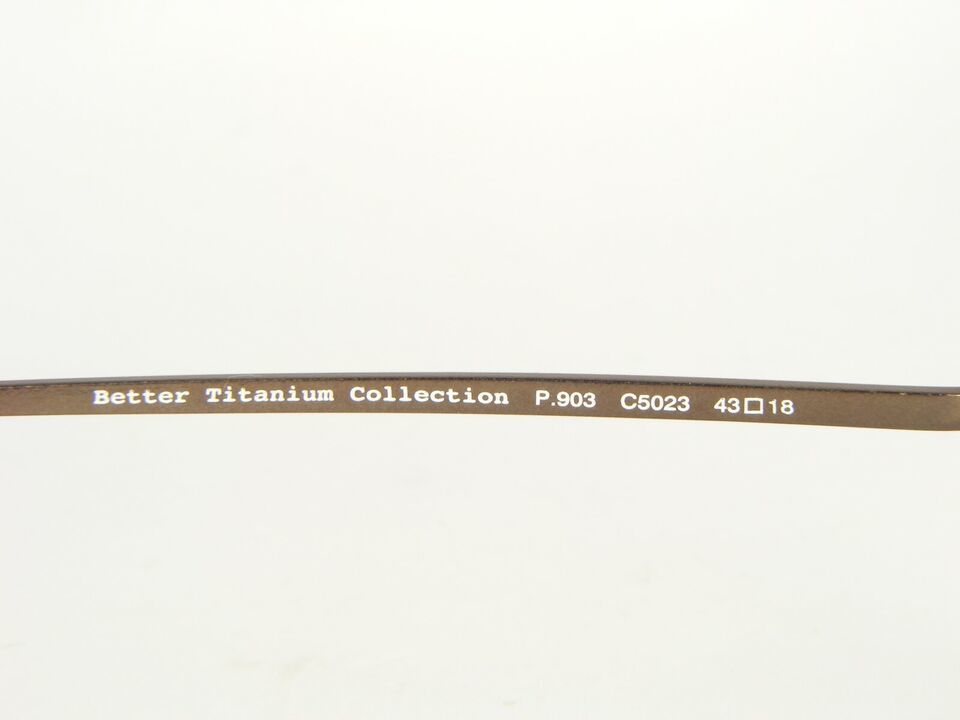 Better Titanium Collection P.903 C5023 43□18